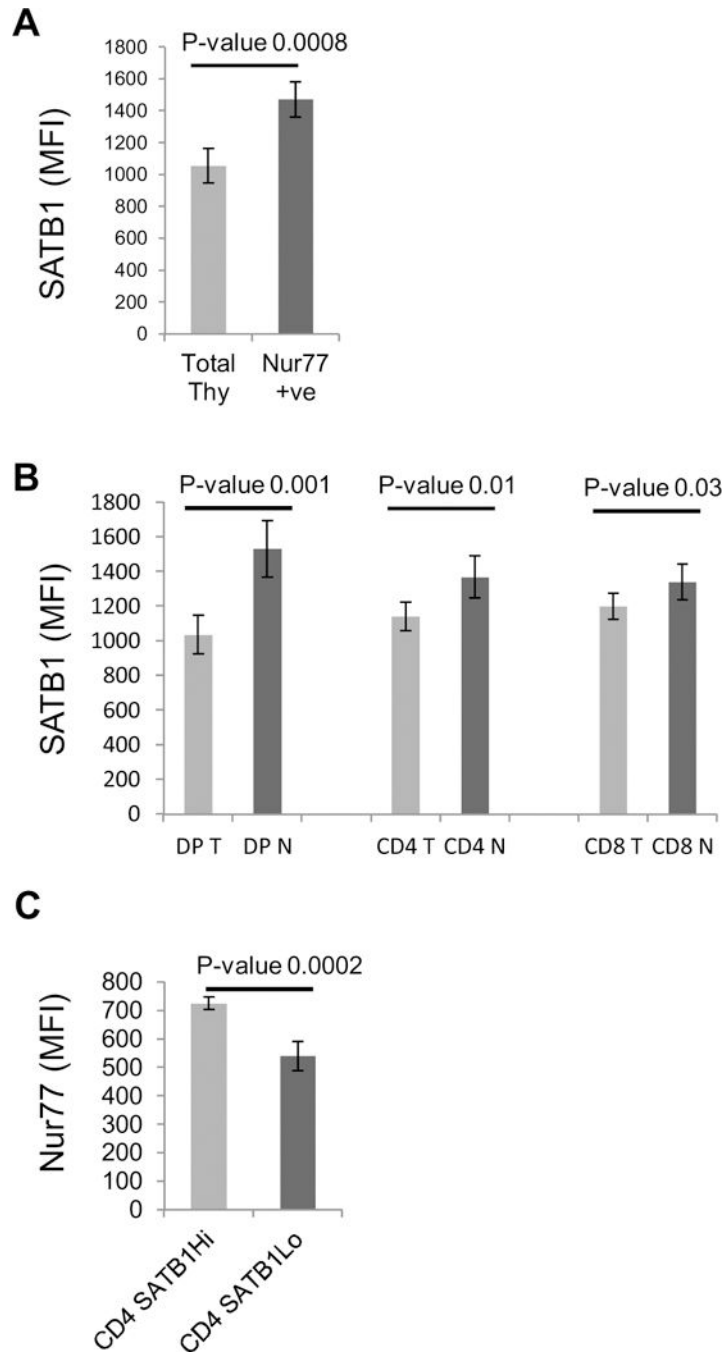 A
P-value 0.0008
SATB1 (MFI)
1800
1600
1400
1200
1000
800
600
400
200
0
Total Thy
Nur77 +ve
B
P-value 0.001
P-value 0.01
P-value 0.03
SATB1 (MFI)
1800
1600
1400
1200
1000
800
600
400
200
0
DP T DP N CD4 T CD4 N CD8 T CD8 N
C
P-value 0.0002
Nur77 (MFI)
800
700
600
500
400
300
200
100
0
CD4 SATB1Hi
CD4 SATB1Lo